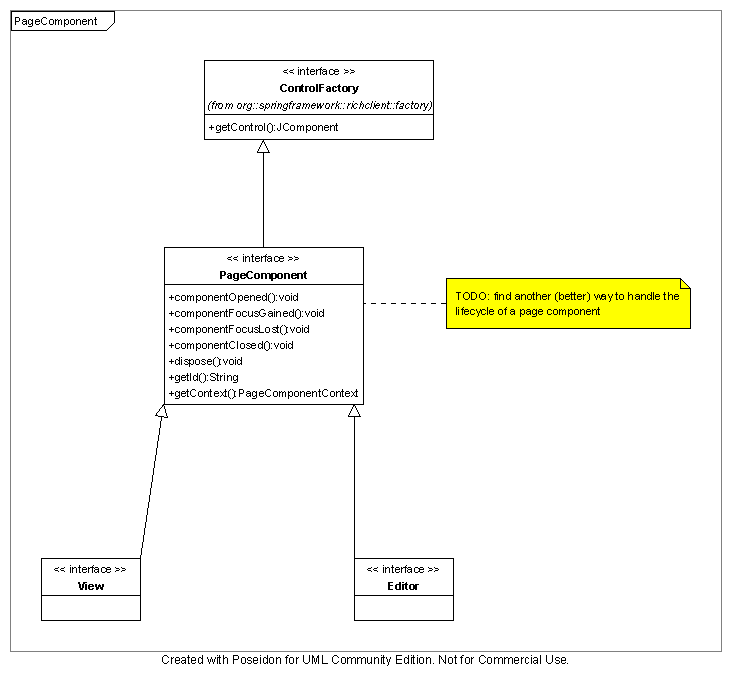 PageComponent
<< interface >>
ControlFactory
(from org::springframework::richclient::factory)
+getControl():JComponent
<< interface >>
PageComponent
+componentOpened():void
+componentFocusGained():void
+componentFocusLost():void
+componentClosed():void
+dispose():void
+getId():String
+getContext():PageComponentContext
TODO: find another (better) way to handle the
lifecycle of a page component
<< interface >>
View
<< interface >>
Editor
Created with Poseidon for UML Community Edition. Not for Commercial Use.